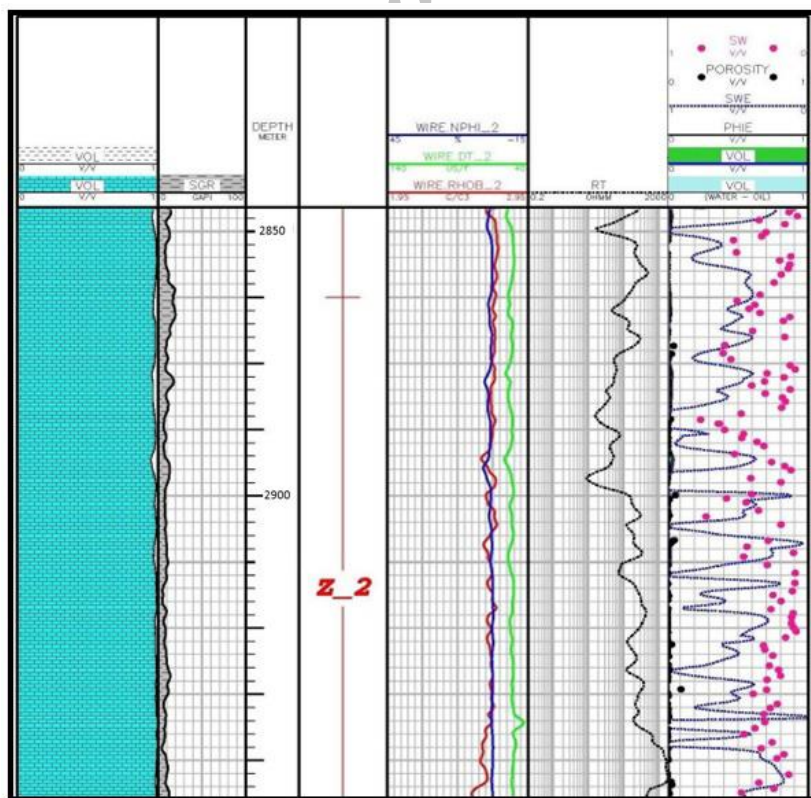 VOL
0 V/V 1
VOL
0 V/V 1
SGR
0 GAPI 100
DEPTH
METER
WIRE.NPHI_2
45 % -15
WIRE.DT_2
145 US/F 40
WIRE.RHOB_2
1.95 G/C3 2.95
RT
0.2 OHMM 2000
SW
1 V/V 0
POROSITY
0 V/V 1
SWE
1 V/V 0
PHIE
0 V/V 1
VOL
0 V/V 1
VOL
0 (WATER - OIL) 1
2850
2900
Z_2